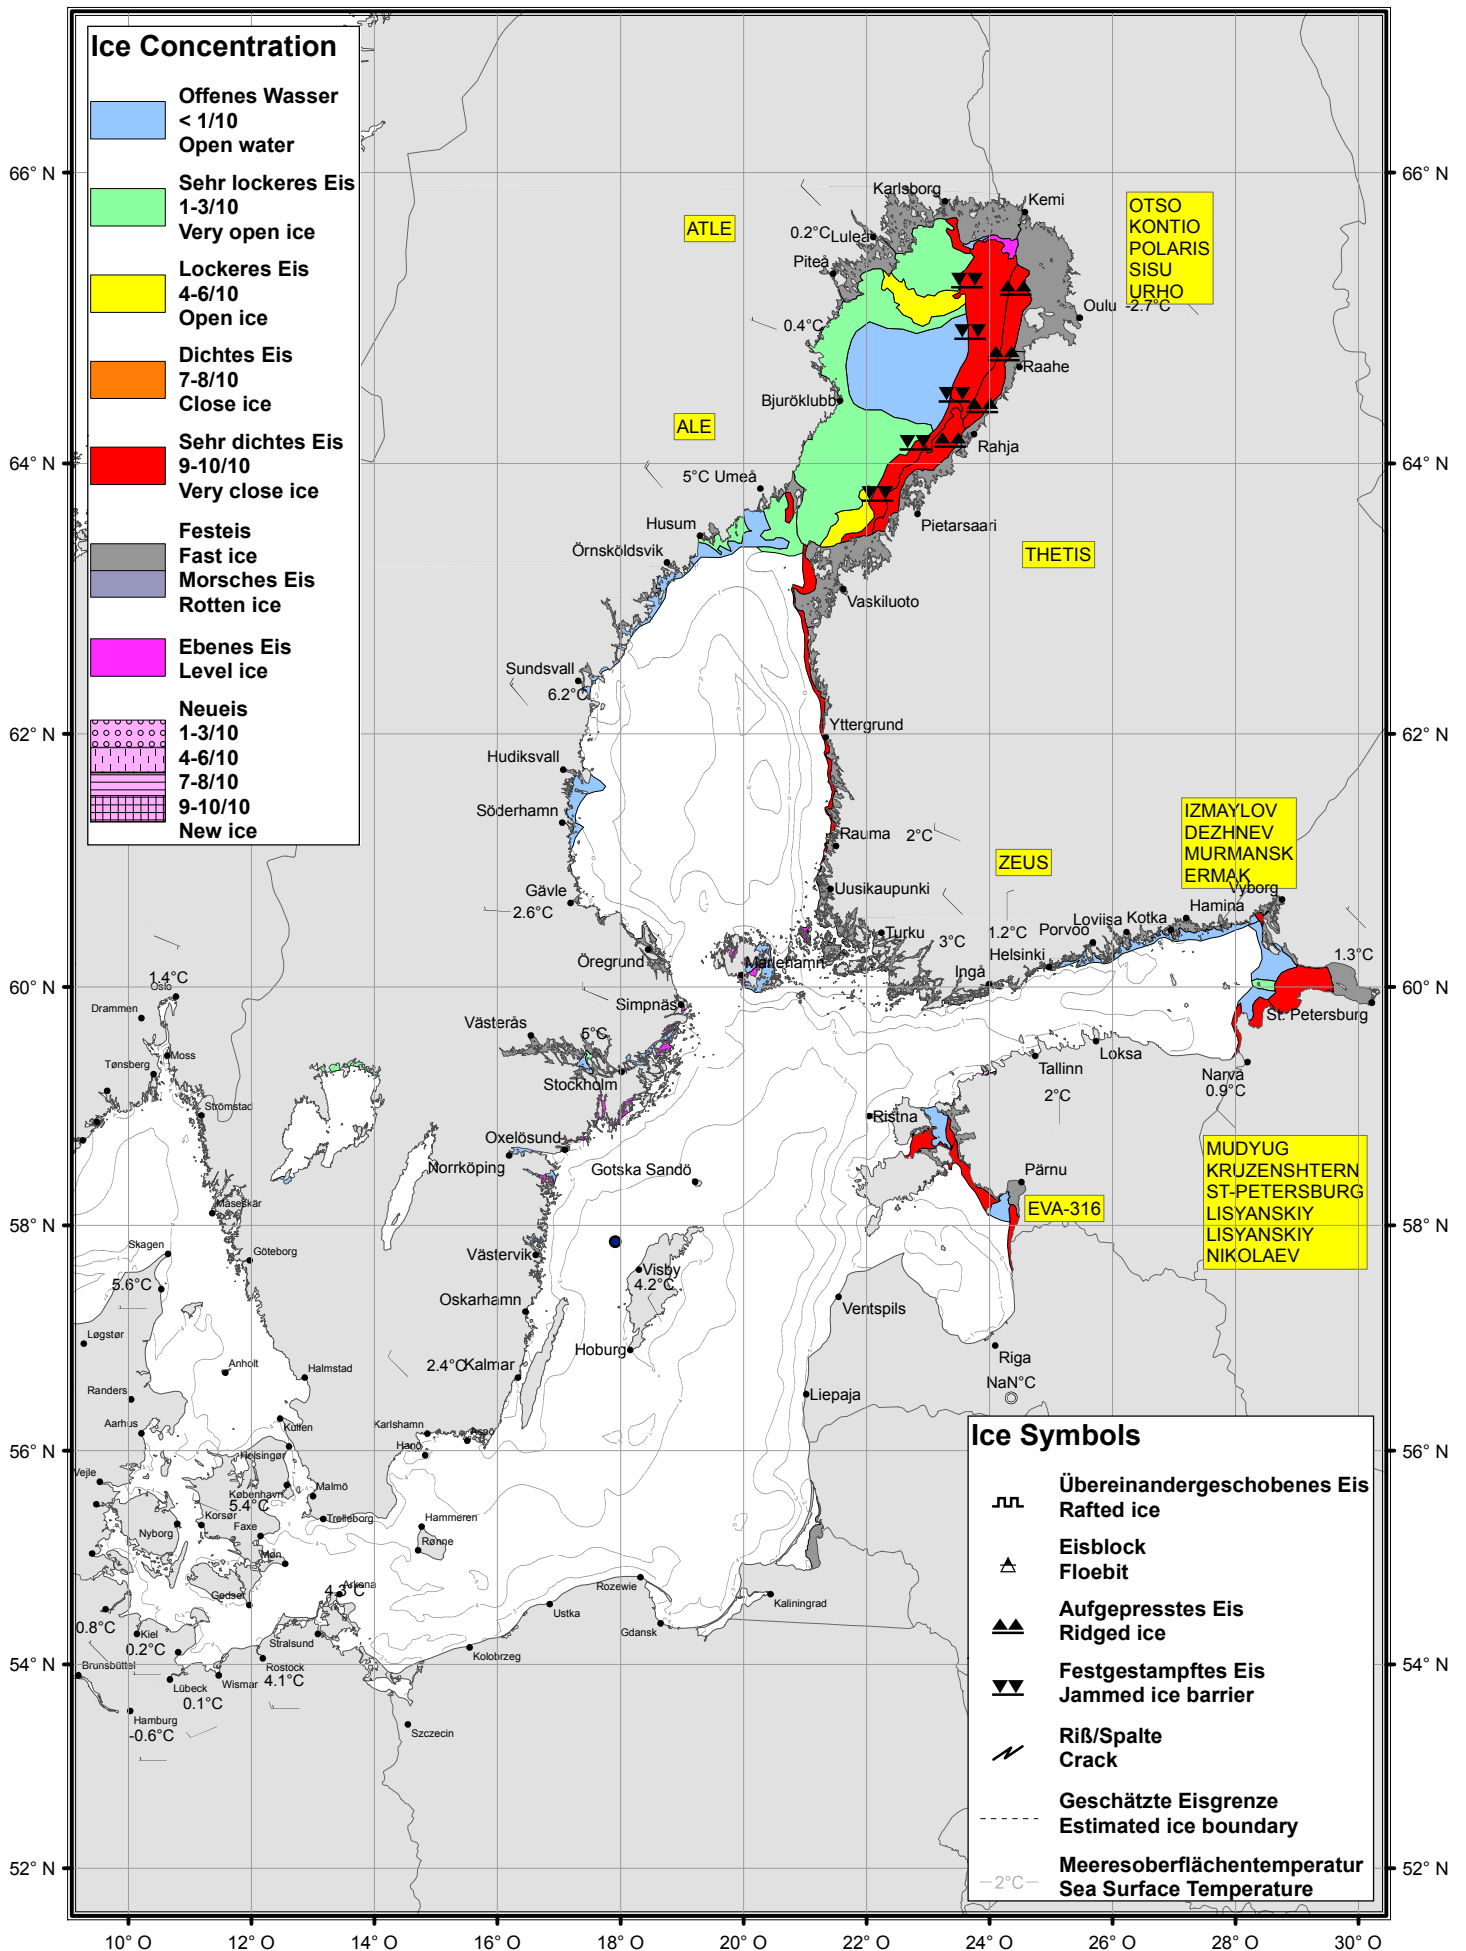 Ice Concentration
Offenes Wasser
< 1/10
Open water
Sehr lockeres Eis
1-3/10
Very open ice
Lockeres Eis
4-6/10
Open ice
Dichtes Eis
7-8/10
Close ice
Sehr dichtes Eis
9-10/10
Very close ice
Festeis
Fast ice
Morsches Eis
Rotten ice
Ebenes Eis
Level ice
Neueis
1-3/10
4-6/10
7-8/10
9-10/10
New ice
66° N
64° N
62° N
60° N
58° N
56° N
54° N
52° N
66° N
64° N
62° N
60° N
58° N
56° N
54° N
52° N
10° O
12° O
14° O
16° O
18° O
20° O
22° O
24° O
26° O
28° O
30° O
ATLE
ALE
OTSO
KONTIO
POLARIS
SISU
URHO
THETIS
ZEUS
IZMAYLOV
DEZHNEV
MURMANSK
ERMAK
MUDYUG
KRUZENSHTERN
ST-PETERSBURG
LISYANSKIY
LISYANSKIY
NIKOLAEV
EVA-316
Karlsborg
Kemi
0.2°C
Luleå
Piteå
Oulu
-2.7°C
0.4°C
Raahe
Bjuröklubb
Rahja
5°C
Umeå
Pietarsaari
Husum
Örnsköldsvik
Vaskiluoto
Sundsvall
6.2°C
Yttergrund
Hudiksvall
Söderhamn
Rauma
2°C
Gävle
2.6°C
Uusikaupunki
Turku
3°C
1.2°C
Helsinki
Porvoo
Loviisa
Kotka
Hamina
Vyborg
1.3°C
Ingå
Öregrund
Mariehamn
St. Petersburg
Simpnäs
Västerås
5°C
Stockholm
Tallinn
Loksa
Narva
0.9°C
2°C
Ristna
Pärnu
Oxelösund
Norrköping
Gotska Sandö
Västervik
Visby
4.2°C
Oskarhamn
Ventspils
Hoburg
2.4°C
Kalmar
Riga
NaN°C
Liepaja
1.4°C
Oslo
Drammen
Moss
Tønsberg
Strömstad
Måseskär
Skagen
Göteborg
5.6°C
Løgstør
Anholt
Halmstad
Randers
Aarhus
Kullen
Karlshamn
Aspö
Hanö
Helsingør
Vejle
København
5.4°C
Malmö
Korsør
Trelleborg
Hammeren
Nyborg
Faxe
Rønne
Møn
Gedser
Arkona
4.3°C
Rozewie
Kaliningrad
Ustka
Gdansk
0.8°C
Kiel
0.2°C
Stralsund
Kolobrzeg
Brunsbüttel
Rostock
4.1°C
Lübeck
Wismar
0.1°C
Hamburg
-0.6°C
Szczecin
Ice Symbols
Übereinandergeschobenes Eis
Rafted ice
Eisblock
Floebit
Aufgepresstes Eis
Ridged ice
Festgestampftes Eis
Jammed ice barrier
Riß/Spalte
Crack
Geschätzte Eisgrenze
Estimated ice boundary
2°C
Meeresoberflächentemperatur
Sea Surface Temperature